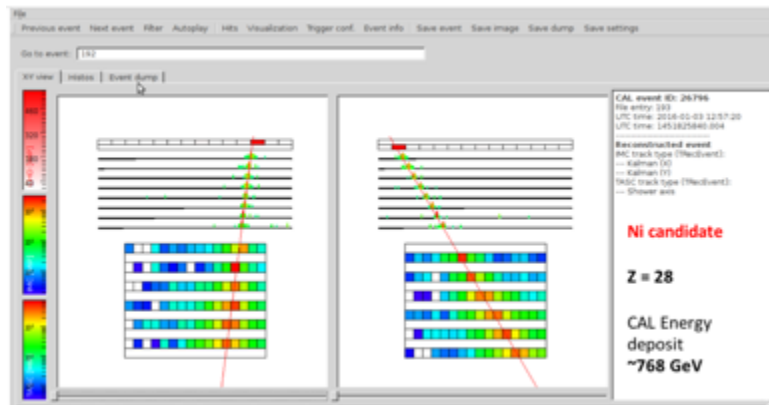 File
Previous event Next event Filter Autoplay Hits Visualization Trigger conf. Event info Save event Save image Save dump Save settings
Go to event: 192
XY view Histos Event dump
CAL event ID: 26796
File entry: 193
UTC time: 2016-01-03 12:57:20
UTC time: 1451825840.004
Reconstructed event
IMC track type (TRecEvent):
--- Kalman (X)
--- Kalman (Y)
TASC track type (TRecEvent):
--- Shower axis
Ni candidate
Z = 28
CAL Energy
deposit
~768 GeV